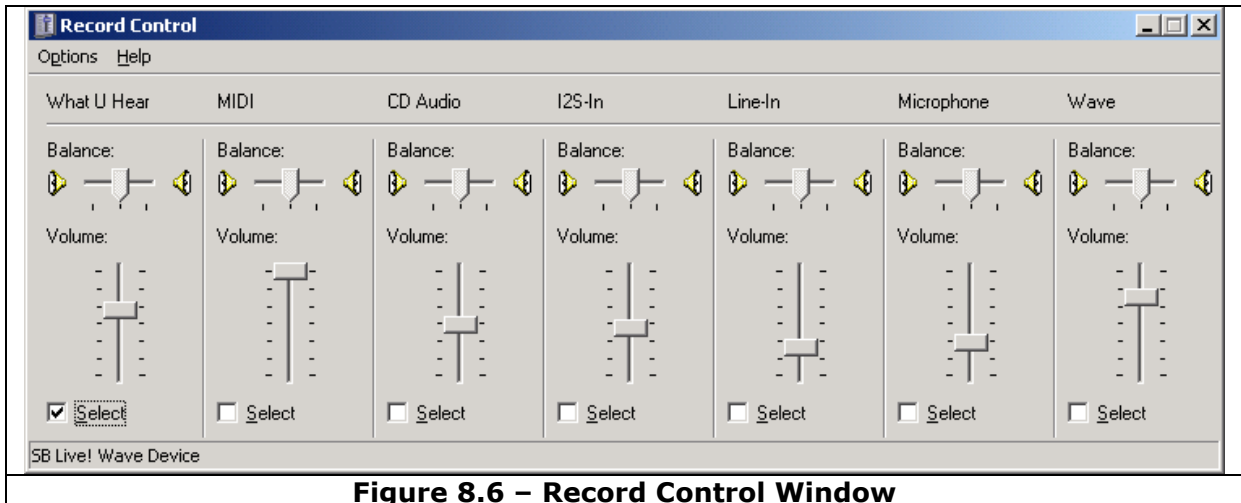 Record Control
Options Help
What U Hear MIDI CD Audio I2S-In Line-In Microphone Wave
Balance: Balance: Balance: Balance: Balance: Balance: Balance:
Volume: Volume: Volume: Volume: Volume: Volume: Volume:
Select Select Select Select Select Select Select
SB Live! Wave Device
Figure 8.6 – Record Control Window